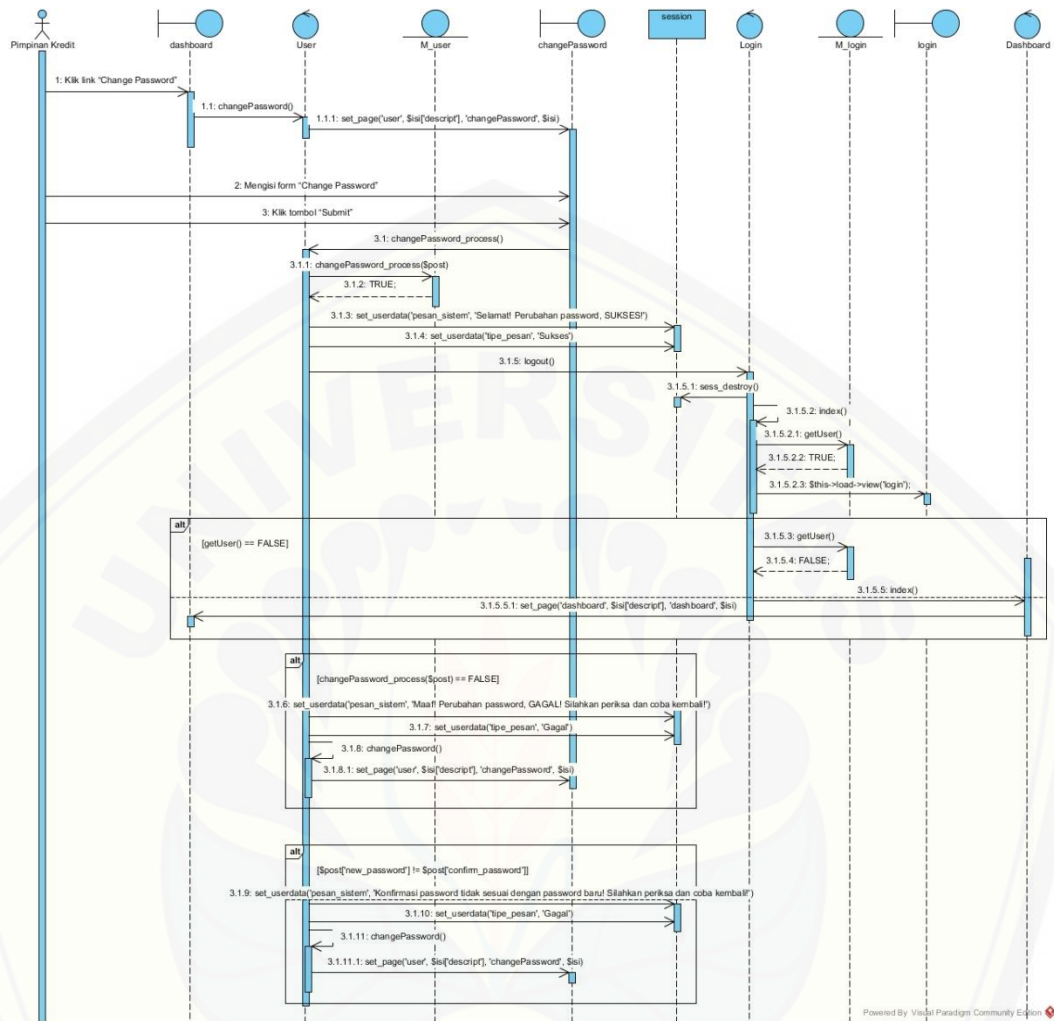 session
Pimpinan Kredit
dashboard
User
M_user
changePassword
Login
M_login
login
Dashboard
1: Klik link "Change Password"
1.1: changePassword()
1.1.1: set_page('user', $isi['descript'], 'changePassword', $isi)
2: Mengisi form "Change Password"
3: Klik tombol "Submit"
3.1: changePassword_process()
3.1.1: changePassword_process($post)
3.1.2: TRUE;
3.1.3: set_userdata('pesan_sistem', 'Selamat! Perubahan password, SUKSES!')
3.1.4: set_userdata('tipe_pesan', 'Sukses')
3.1.5: logout()
3.1.5.1: sess_destroy()
3.1.5.2: index()
3.1.5.2.1: getUser()
3.1.5.2.2: TRUE;
3.1.5.2.3: $this->load->view('login');
alt
[getUser() == FALSE]
3.1.5.3: getUser()
3.1.5.4: FALSE;
3.1.5.5: index()
3.1.5.5.1: set_page('dashboard', $isi['descript'], 'dashboard', $isi)
alt
[changePassword_process($post) == FALSE]
3.1.6: set_userdata('pesan_sistem', 'Maaf! Perubahan password, GAGAL! Silahkan periksa dan coba kembali!')
3.1.7: set_userdata('tipe_pesan', 'Gagal')
3.1.8: changePassword()
3.1.8.1: set_page('user', $isi['descript'], 'changePassword', $isi)
alt
[$post['new_password'] != $post['confirm_password']]
3.1.9: set_userdata('pesan_sistem', 'Konfirmasi password tidak sesuai dengan password baru! Silahkan periksa dan coba kembali!')
3.1.10: set_userdata('tipe_pesan', 'Gagal')
3.1.11: changePassword()
3.1.11.1: set_page('user', $isi['descript'], 'changePassword', $isi)
UNIVERSITAS
Powered By Visual Paradigm Community Edition